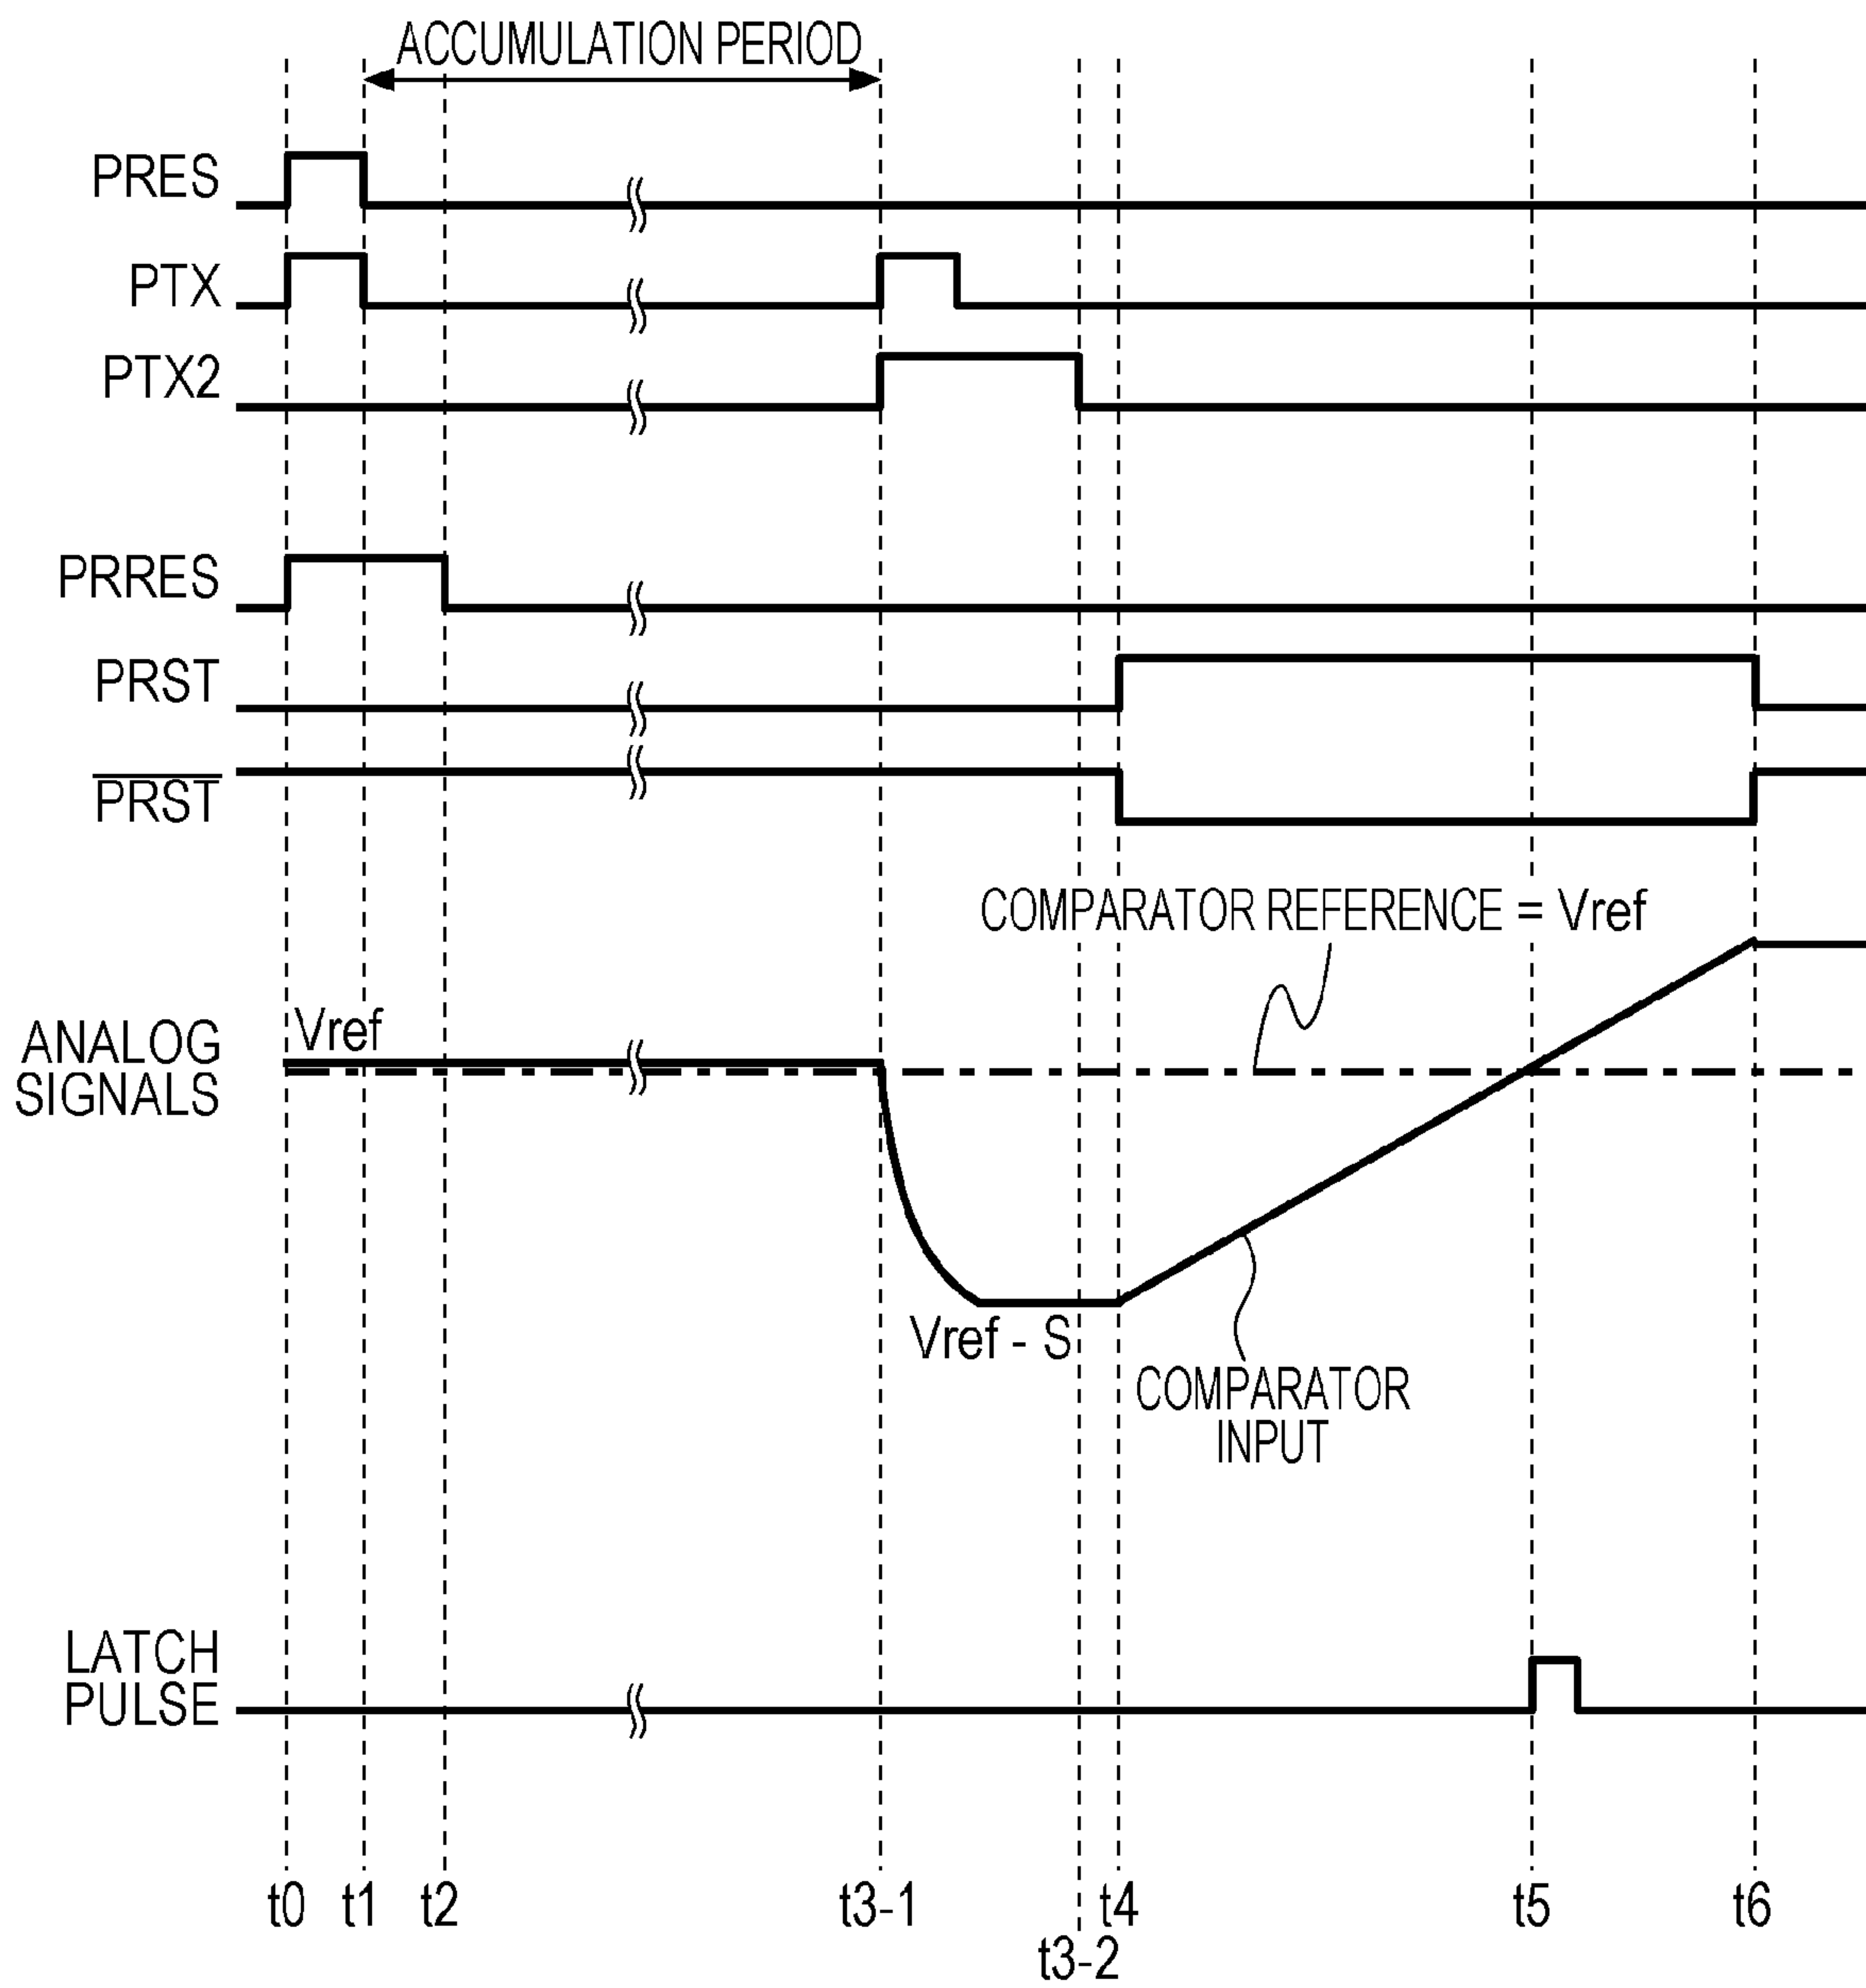 ACCUMULATION PERIOD
PRES
PTX
PTX2
PRRES
PRST
PRST
COMPARATOR REFERENCE = Vref
Vref
ANALOG
SIGNALS
Vref - S
COMPARATOR
INPUT
LATCH
PULSE
t0
t1
t2
t3-1
t3-2
t4
t5
t6